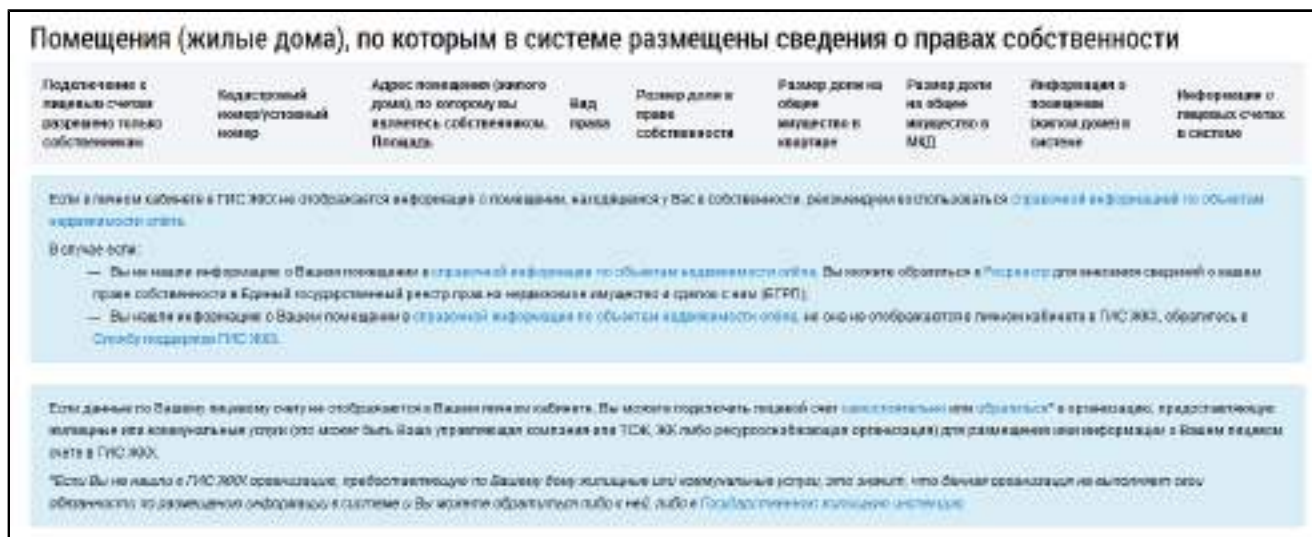 Помещения (жилые дома), по которым в системе размещены сведения о правах собственности
Подключение к
лицевым счетам
разрешено только
собственникам
Кадастровый
номер/условный
номер
Адрес помещения (жилого
дома), по которому вы
являетесь собственником.
Площадь
Вид
права
Размер доли в
праве
собственности
Размер доли на
общее
имущество в
квартире
Размер доли
на общее
имущество в
МКД
Информация о
помещении
(жилом доме) в
системе
Информация о
лицевых счетах
в системе
Если в личном кабинете в ГИС ЖКХ не отображается информация о помещении, находящемся у Вас в собственности, рекомендуем воспользоваться справочной информацией по объектам
недвижимости online.
В случае если:
— Вы не нашли информацию о Вашем помещении в справочной информации по объектам недвижимости online, Вы можете обратиться в Росреестр для внесения сведений о вашем
праве собственности в Единый государственный реестр прав на недвижимое имущество и сделок с ним (ЕГРП);
— Вы нашли информацию о Вашем помещении в справочной информации по объектам недвижимости online, но она не отображается в личном кабинете в ГИС ЖКХ, обратитесь в
Службу поддержки ГИС ЖКХ.
Если данные по Вашему лицевому счету не отображаются в Вашем личном кабинете, Вы можете подключить лицевой счет самостоятельно или обратиться* в организацию, предоставляющую
жилищные или коммунальные услуги (это может быть Ваша управляющая компания или ТСЖ, ЖК либо ресурсоснабжающая организация) для размещения ими информации о Вашем лицевом
счете в ГИС ЖКХ.
*Если Вы не нашли в ГИС ЖКХ организацию, предоставляющую по Вашему дому жилищные или коммунальные услуги, это значит, что данная организация не выполняет свои
обязанности по размещению информации в системе и Вы можете обратиться либо к ней, либо в Государственную жилищную инспекцию.